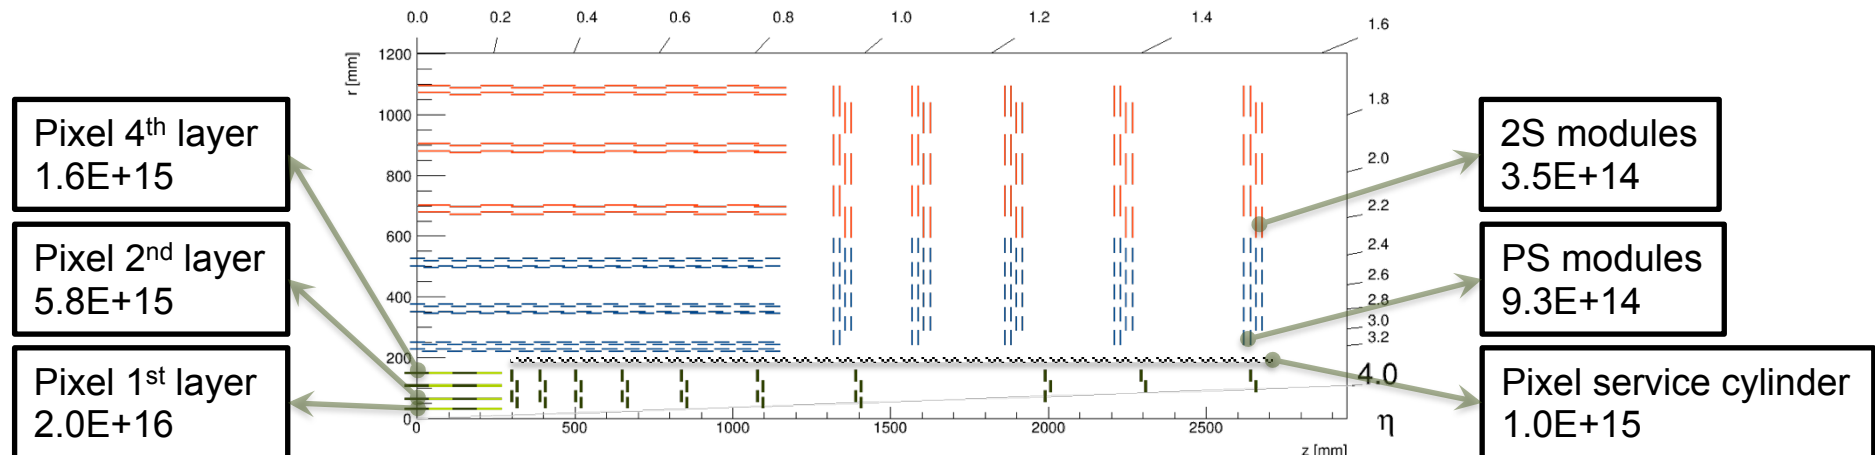 0.0 0.2 0.4 0.6 0.8 1.0 1.2 1.4 1.6
1.8
2.0
2.2
2.4
2.6
2.8
3.0
3.2
4.0
η
r [mm]
1200
1000
800
600
400
200
0
0 500 1000 1500 2000 2500
z [mm]
Pixel 4th layer
1.6E+15
Pixel 2nd layer
5.8E+15
Pixel 1st layer
2.0E+16
2S modules
3.5E+14
PS modules
9.3E+14
Pixel service cylinder
1.0E+15